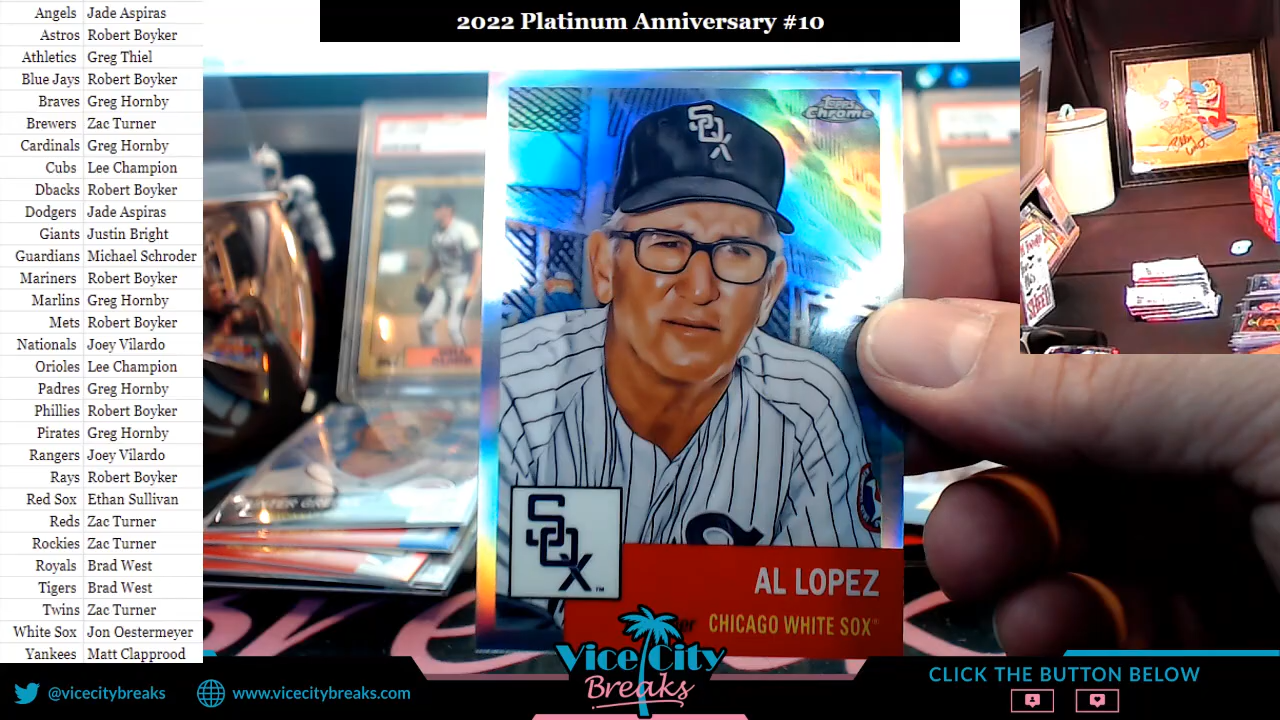 2022 Platinum Anniversary #10
Angels Jade Aspiras
Astros Robert Boyker
Athletics Greg Thiel
Blue Jays Robert Boyker
Braves Greg Hornby
Brewers Zac Turner
Cardinals Greg Hornby
Cubs Lee Champion
Dbacks Robert Boyker
Dodgers Jade Aspiras
Giants Justin Bright
Guardians Michael Schroder
Mariners Robert Boyker
Marlins Greg Hornby
Mets Robert Boyker
Nationals Joey Vilardo
Orioles Lee Champion
Padres Greg Hornby
Phillies Robert Boyker
Pirates Greg Hornby
Rangers Joey Vilardo
Rays Robert Boyker
Red Sox Ethan Sullivan
Reds Zac Turner
Rockies Zac Turner
Royals Brad West
Tigers Brad West
Twins Zac Turner
White Sox Jon Oestermeyer
Yankees Matt Clapprood
Topps
Chrome
SOX
SOX™
AL LOPEZ
CHICAGO WHITE SOX®
Vice City
Breaks
@vicecitybreaks
www.vicecitybreaks.com
CLICK THE BUTTON BELOW